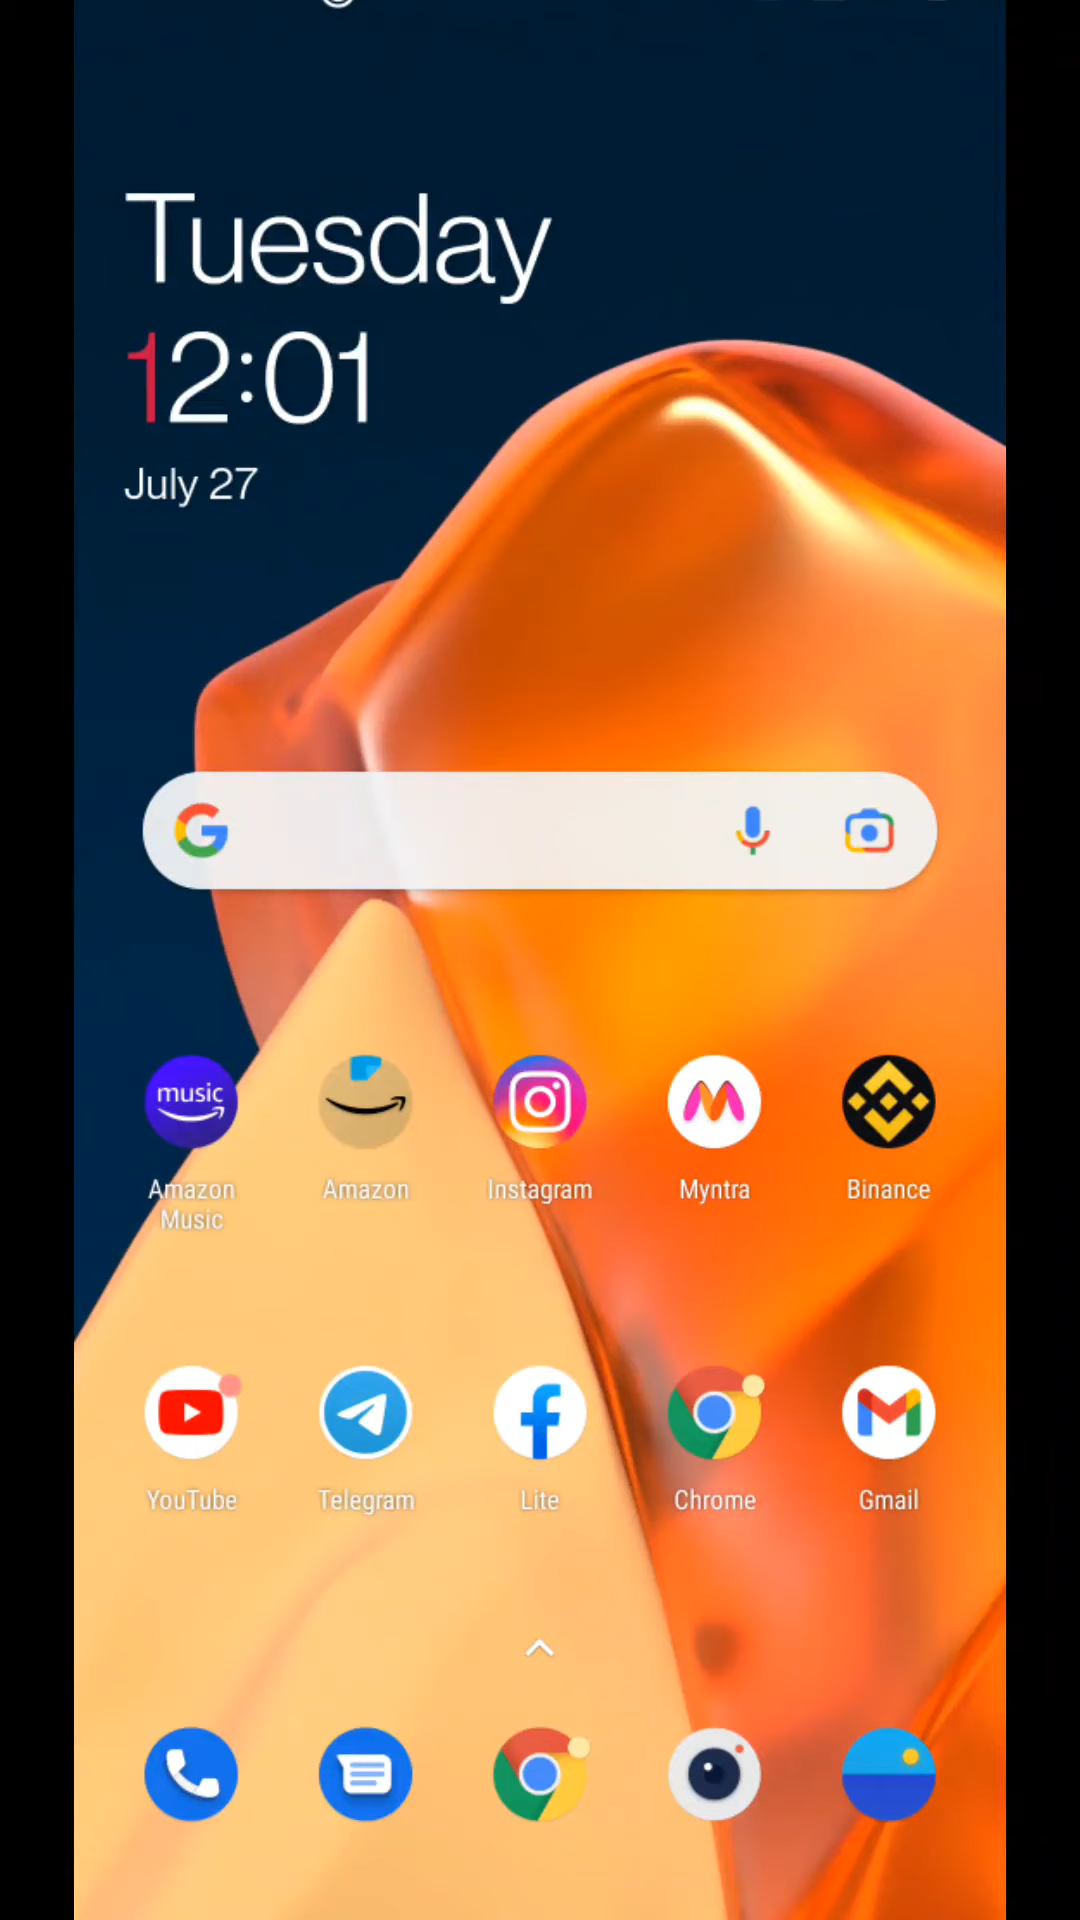 Tuesday
12:01
July 27
music
Amazon
Music
Amazon
Instagram
Myntra
Binance
YouTube
Telegram
Lite
Chrome
Gmail